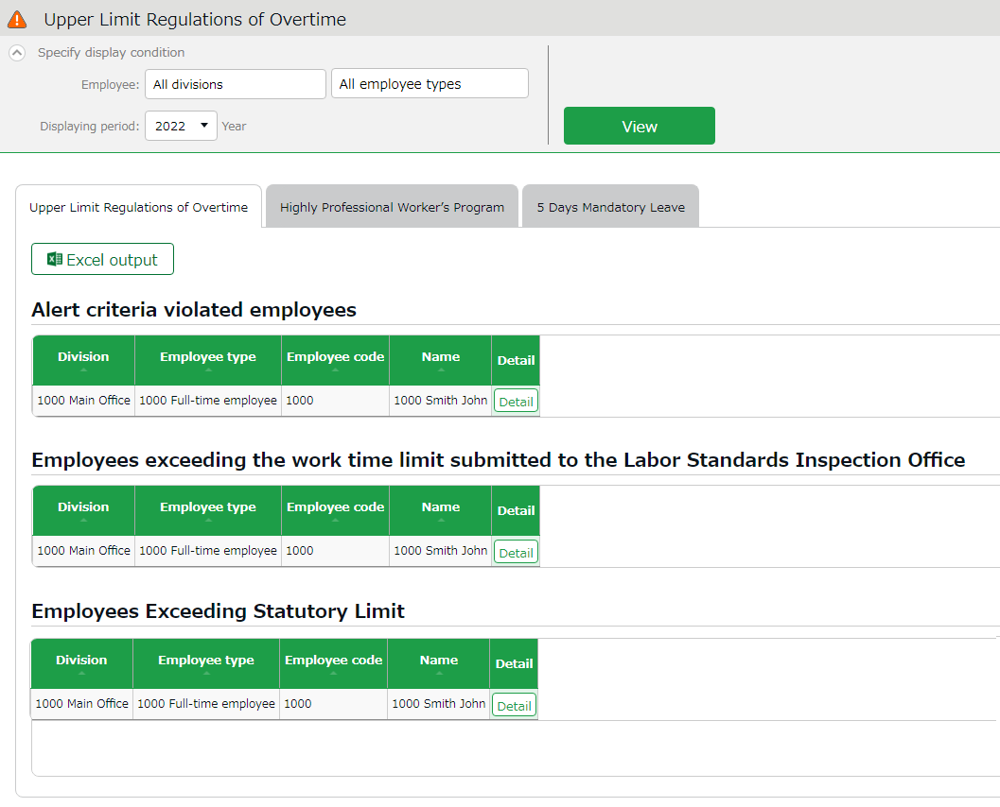 Upper Limit Regulations of Overtime
Specify display condition
Employee: All divisions All employee types
Displaying period: 2022 Year
View
Upper Limit Regulations of Overtime Highly Professional Worker's Program 5 Days Mandatory Leave
Excel output
Alert criteria violated employees
Division Employee type Employee code Name Detail
1000 Main Office 1000 Full-time employee 1000 1000 Smith John Detail
Employees exceeding the work time limit submitted to the Labor Standards Inspection Office
Division Employee type Employee code Name Detail
1000 Main Office 1000 Full-time employee 1000 1000 Smith John Detail
Employees Exceeding Statutory Limit
Division Employee type Employee code Name Detail
1000 Main Office 1000 Full-time employee 1000 1000 Smith John Detail